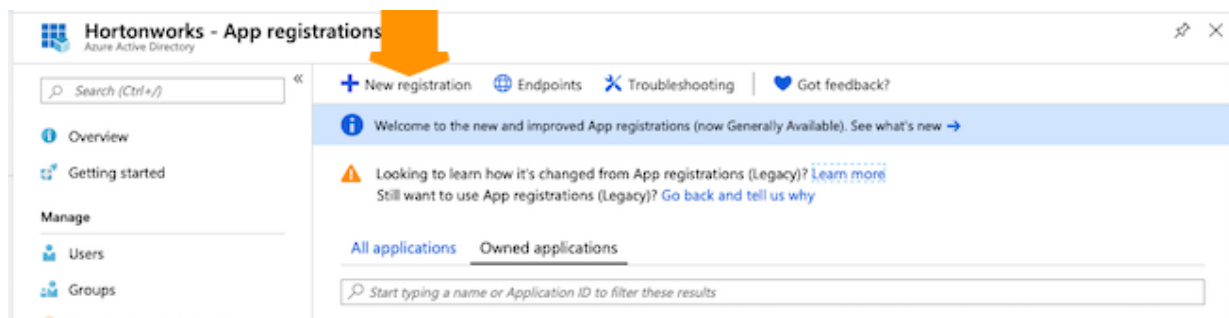 Hortonworks - App registrations
Azure Active Directory
Search (Ctrl+/)
«
Overview
Getting started
Manage
Users
Groups
New registration Endpoints Troubleshooting Got feedback?
Welcome to the new and improved App registrations (now Generally Available). See what's new →
Looking to learn how it's changed from App registrations (Legacy)? Learn more
Still want to use App registrations (Legacy)? Go back and tell us why
All applications Owned applications
Start typing a name or Application ID to filter these results